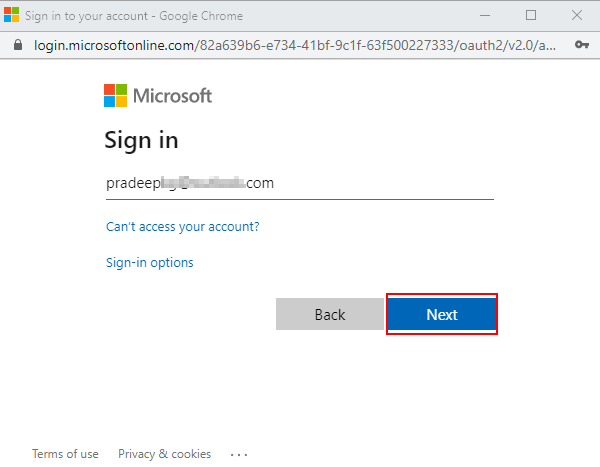 Sign in to your account - Google Chrome
login.microsoftonline.com/82a639b6-e734-41bf-9c1f-63f500227333/oauth2/v2.0/a...
Microsoft
Sign in
pradeep .com
Can't access your account?
Sign-in options
Back Next
Terms of use Privacy & cookies ...